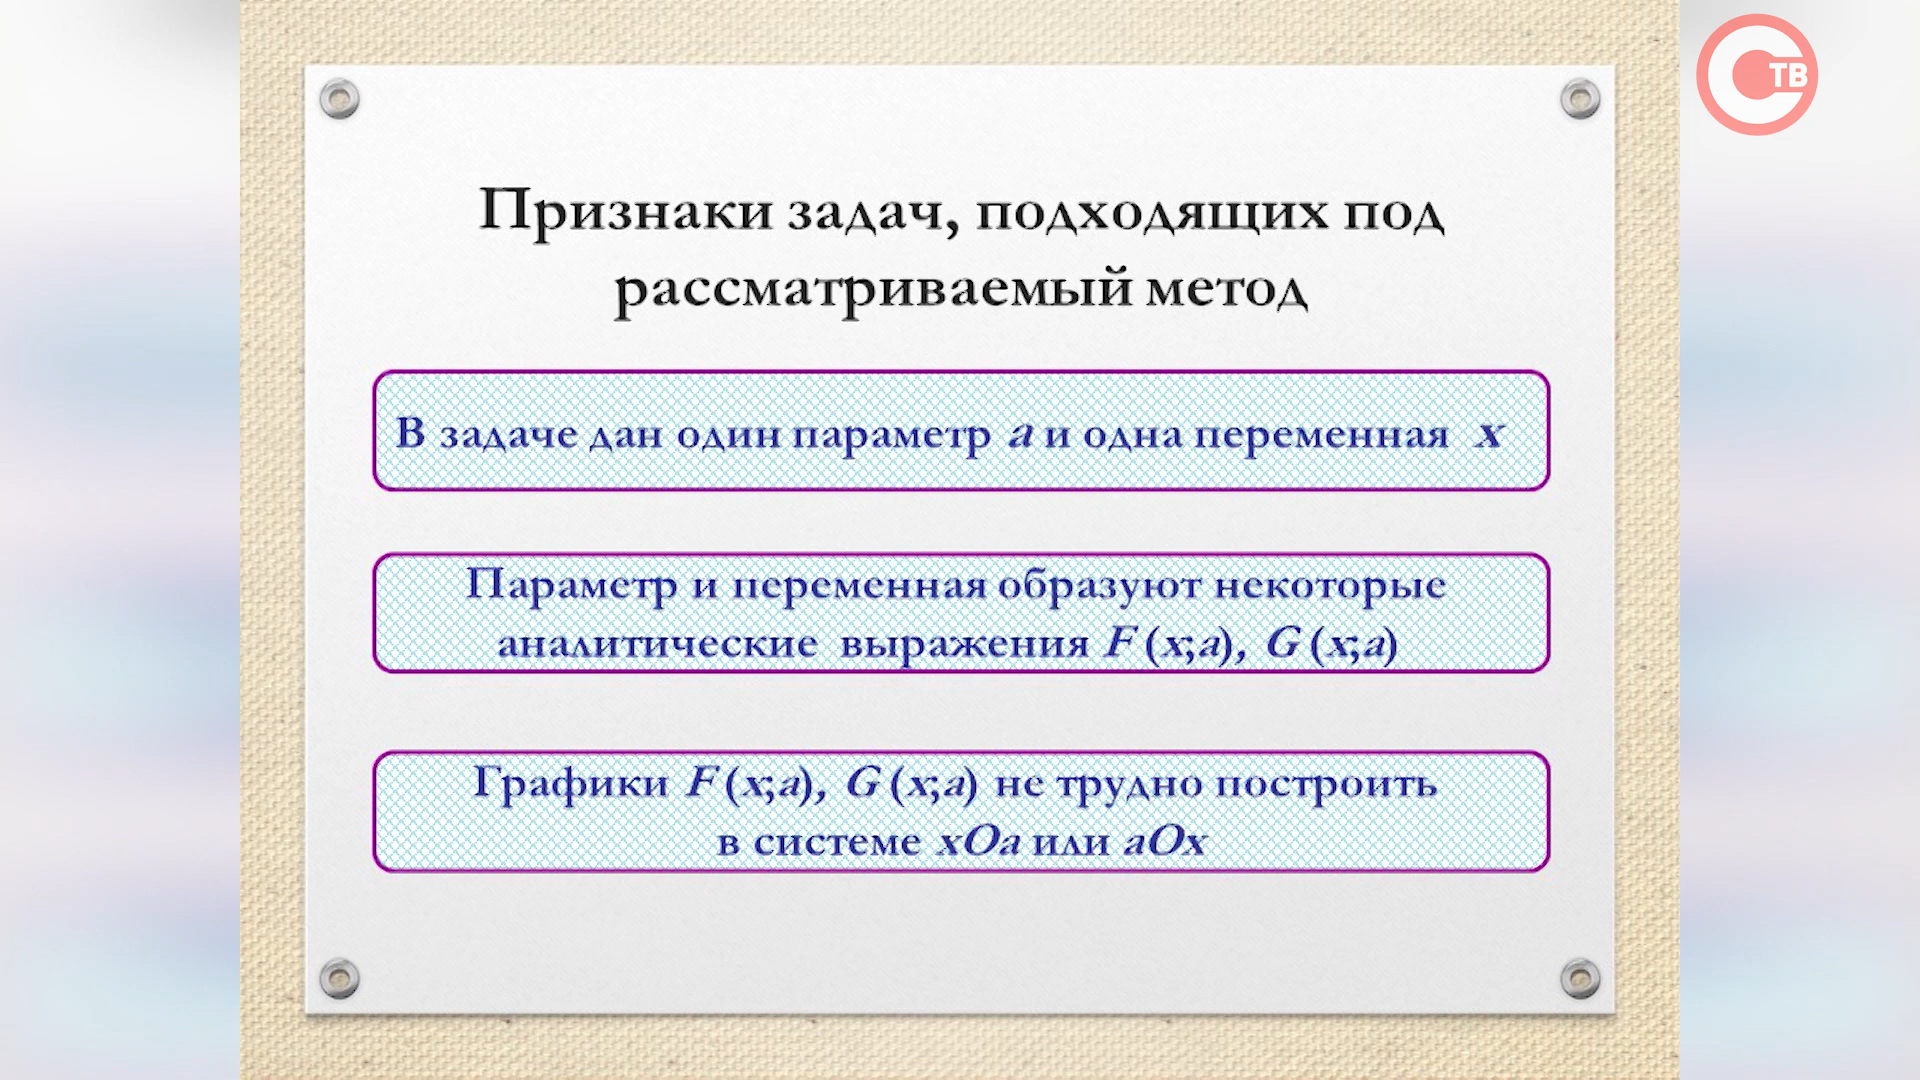 СТВ
Признаки задач, подходящих под
рассматриваемый метод
В задаче дан один параметр a и одна переменная x
Параметр и переменная образуют некоторые
аналитические выражения F (x;a), G (x;a)
Графики F (x;a), G (x;a) не трудно построить
в системе xOa или aOx